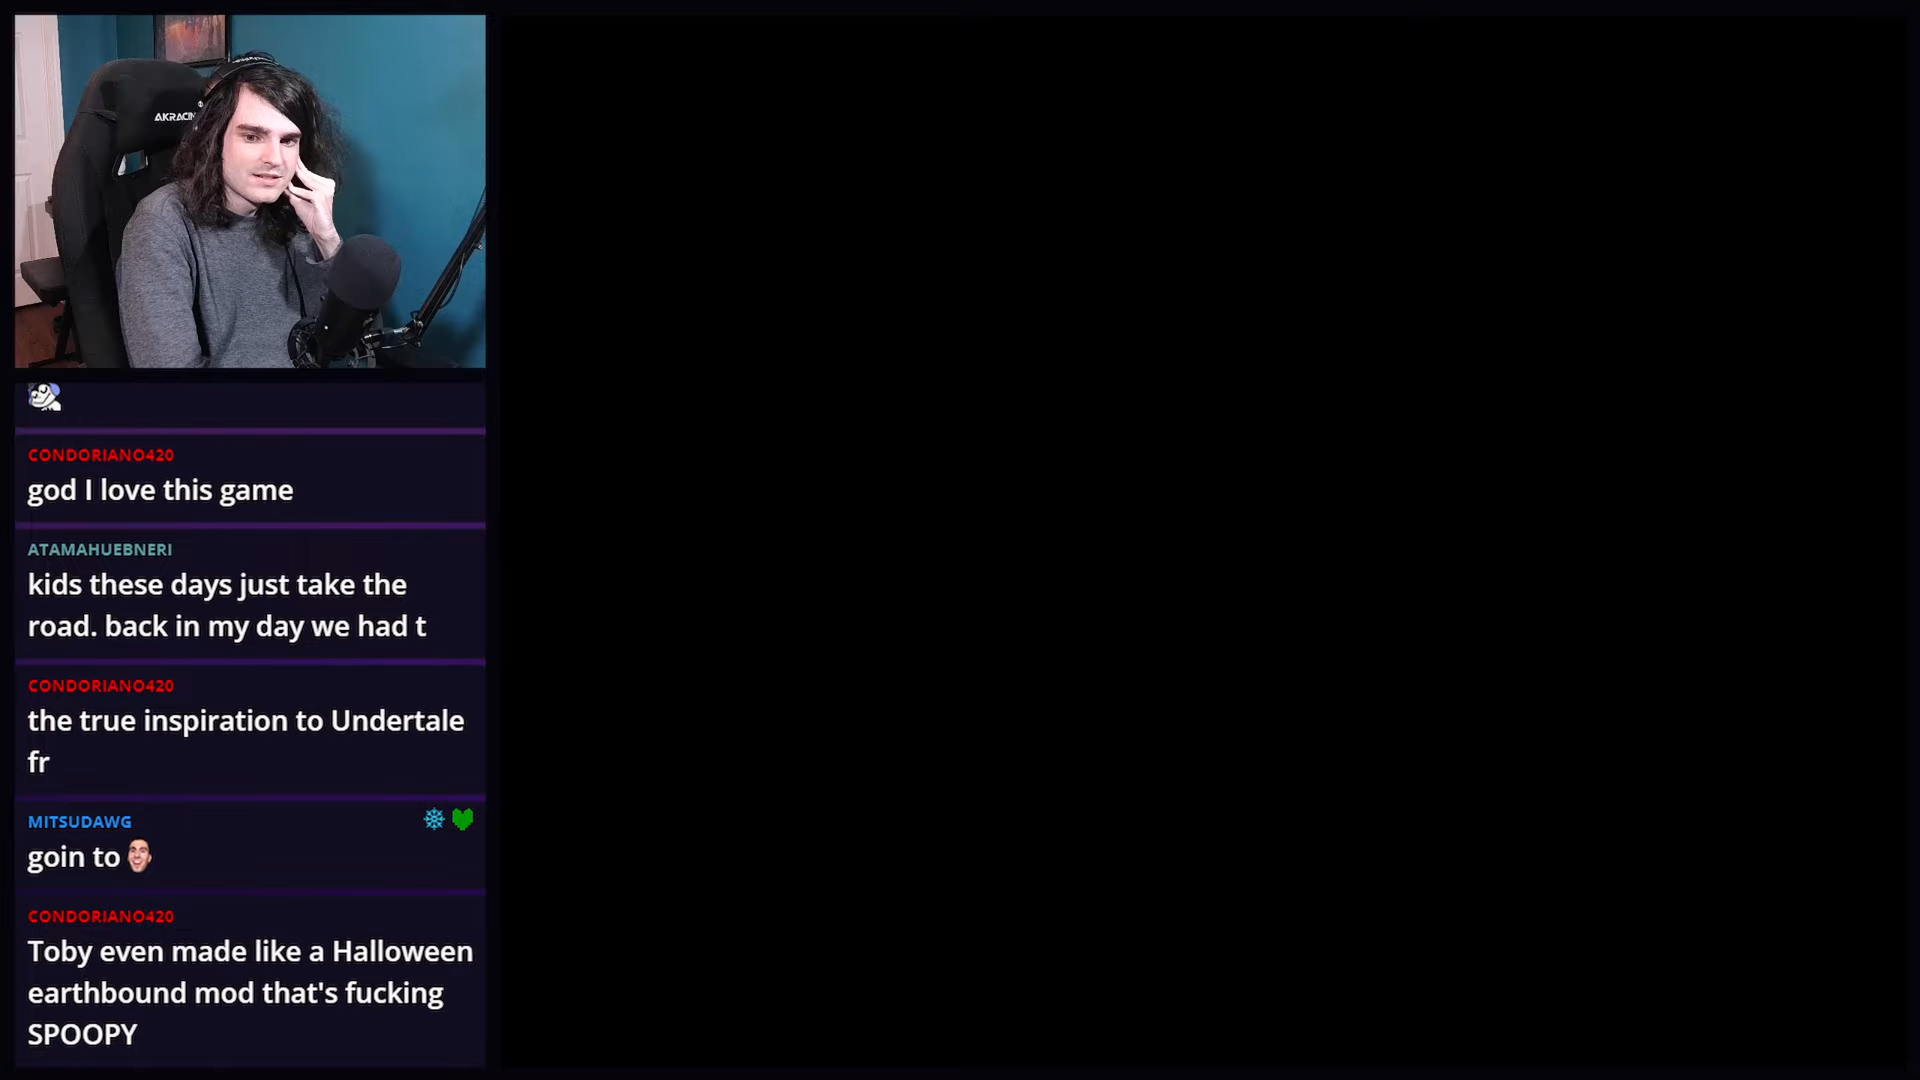 AKRACIN
CONDORIANO420
god I love this game
ATAMAHUEBNERI
kids these days just take the
road. back in my day we had t
CONDORIANO420
the true inspiration to Undertale
fr
MITSUDAWG
goin to
CONDORIANO420
Toby even made like a Halloween
earthbound mod that's fucking
SPOOPY